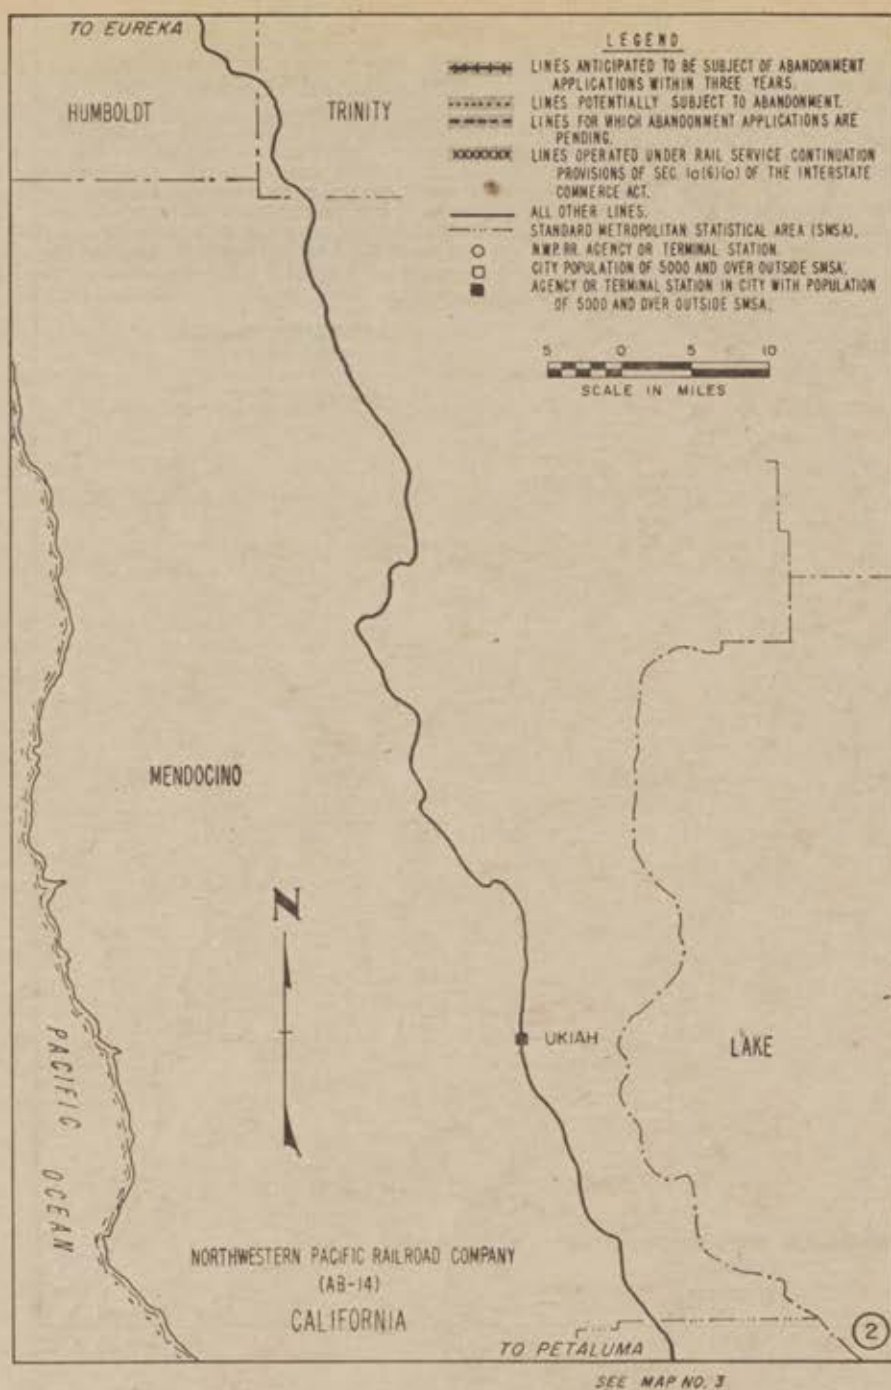 TO EUREKA
HUMBOLDT
TRINITY
LEGEND
LINES ANTICIPATED TO BE SUBJECT OF ABANDONMENT
APPLICATIONS WITHIN THREE YEARS.
LINES POTENTIALLY SUBJECT TO ABANDONMENT.
LINES FOR WHICH ABANDONMENT APPLICATIONS ARE
PENDING.
LINES OPERATED UNDER RAIL SERVICE CONTINUATION
PROVISIONS OF SEC. 1a(6)(a) OF THE INTERSTATE
COMMERCE ACT.
ALL OTHER LINES.
STANDARD METROPOLITAN STATISTICAL AREA (SMSA).
N.W.P. RR. AGENCY OR TERMINAL STATION
CITY POPULATION OF 5000 AND OVER OUTSIDE SMSA.
AGENCY OR TERMINAL STATION IN CITY WITH POPULATION
OF 5000 AND OVER OUTSIDE SMSA.
5 0 5 10
SCALE IN MILES
MENDOCINO
N
UKIAH
LAKE
PACIFIC OCEAN
NORTHWESTERN PACIFIC RAILROAD COMPANY
(AB-14)
CALIFORNIA
TO PETALUMA
2
SEE MAP NO. 3